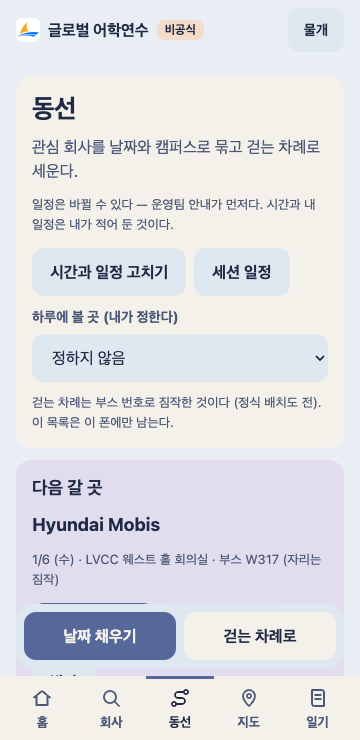 글로벌 어학연수 비공식 물개
동선
관심 회사를 날짜와 캠퍼스로 묶고 걷는 차례로
세운다.
일정은 바뀔 수 있다 — 운영팀 안내가 먼저다. 시간과 내
일정은 내가 적어 둔 것이다.
시간과 일정 고치기 세션 일정
하루에 볼 곳 (내가 정한다)
정하지 않음
걷는 차례는 부스 번호로 짐작한 것이다 (정식 배치도 전).
이 목록은 이 폰에만 남는다.
다음 갈 곳
Hyundai Mobis
1/6 (수) · LVCC 웨스트 홀 회의실 · 부스 W317 (자리는
짐작)
날짜 채우기 걷는 차례로
홈 회사 동선 지도 일기